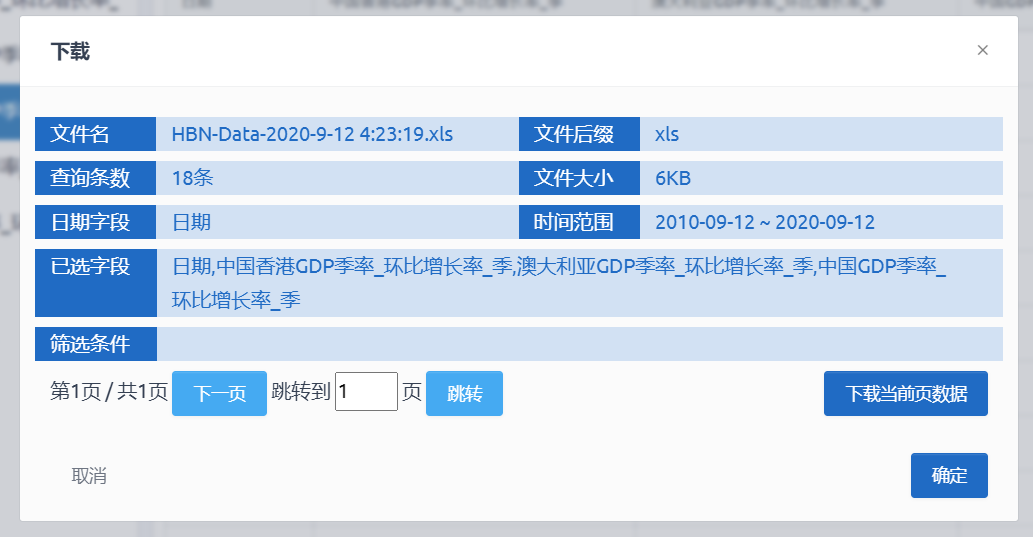 下载
×
文件名 HBN-Data-2020-9-12 4:23:19.xls 文件后缀 xls
查询条数 18条 文件大小 6KB
日期字段 日期 时间范围 2010-09-12 ~ 2020-09-12
已选字段 日期,中国香港GDP季率_环比增长率_季,澳大利亚GDP季率_环比增长率_季,中国GDP季率_
环比增长率_季
筛选条件
第1页 / 共1页 下一页 跳转到 1 页 跳转 下载当前页数据
取消 确定